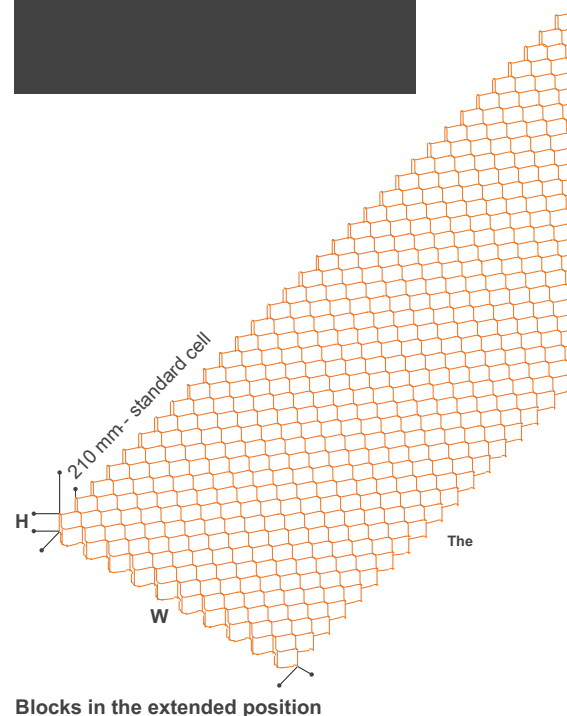 210 mm- standard cell
H
The
W
Blocks in the extended position